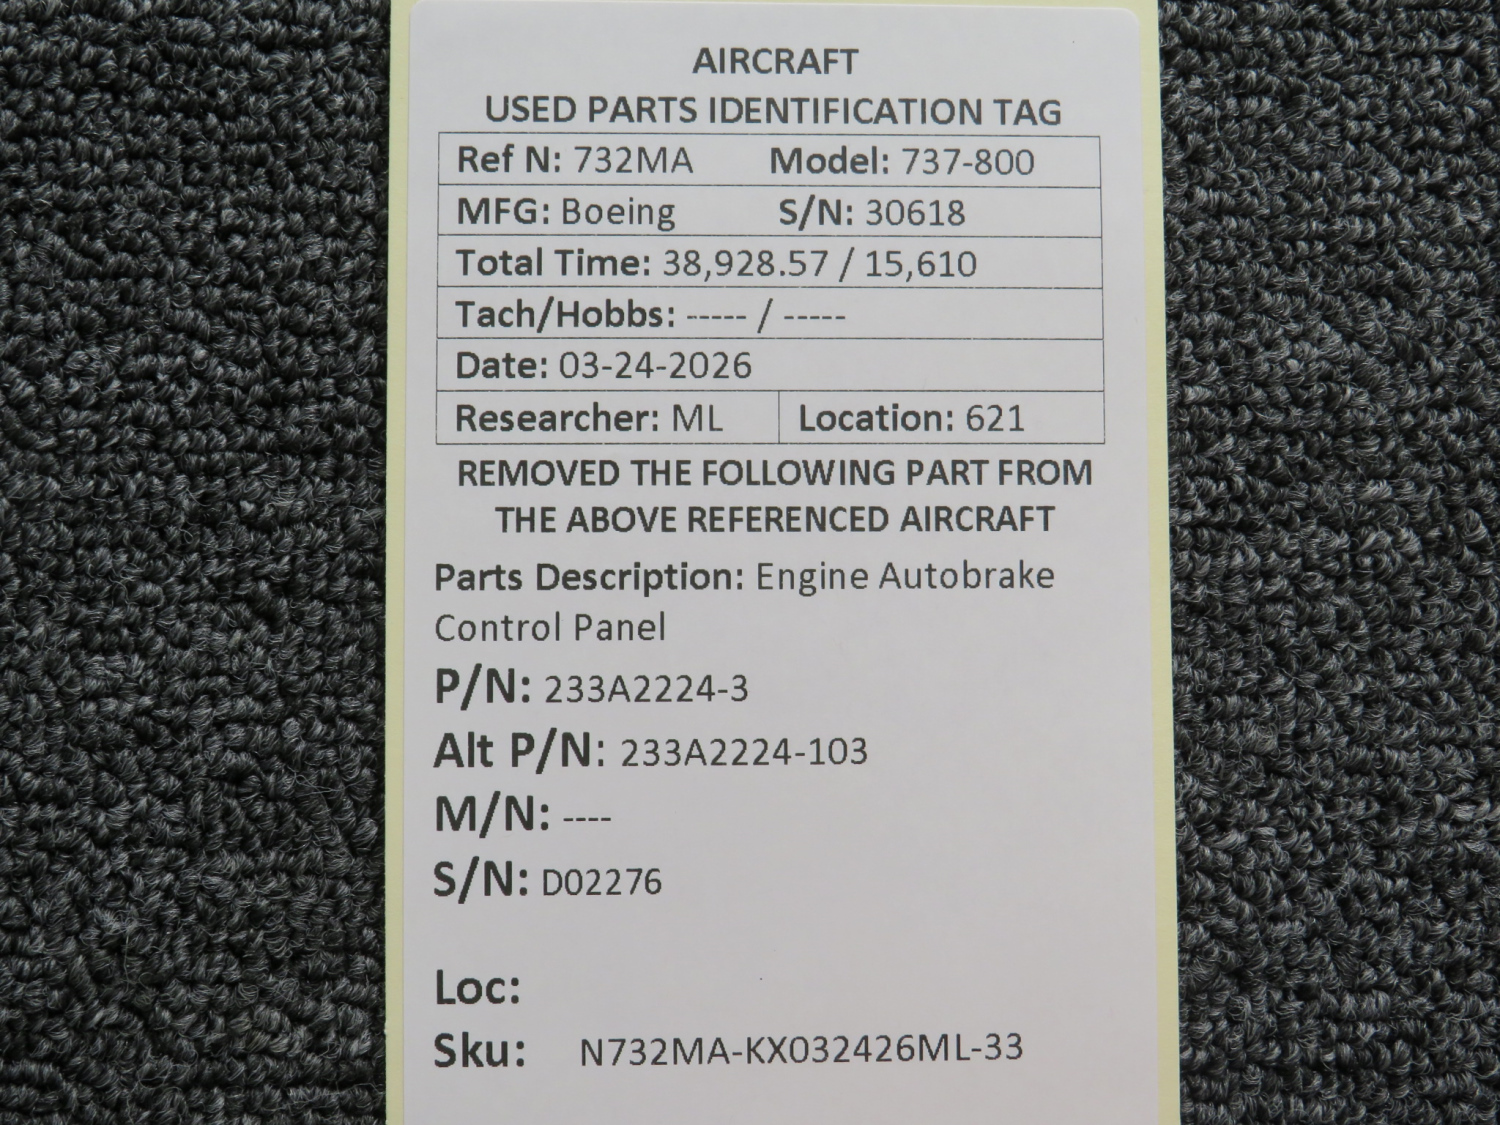 AIRCRAFT
USED PARTS IDENTIFICATION TAG
Ref N: 732MA Model: 737-800
MFG: Boeing S/N: 30618
Total Time: 38,928.57 / 15,610
Tach/Hobbs: ----- / -----
Date: 03-24-2026
Researcher: ML Location: 621
REMOVED THE FOLLOWING PART FROM
THE ABOVE REFERENCED AIRCRAFT
Parts Description: Engine Autobrake
Control Panel
P/N: 233A2224-3
Alt P/N: 233A2224-103
M/N: ----
S/N: D02276
Loc:
Sku: N732MA-KX032426ML-33